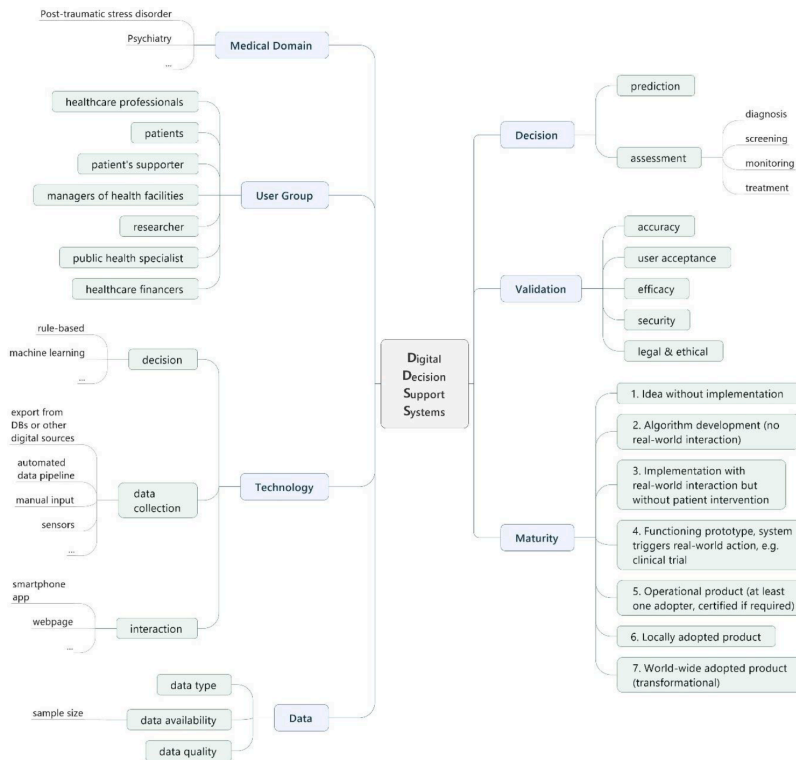 Post-traumatic stress disorder
Psychiatry
...
Medical Domain
healthcare professionals
patients
patient's supporter
managers of health facilities
researcher
public health specialist
healthcare financers
User Group
rule-based
machine learning
...
decision
export from
DBs or other
digital sources
automated
data pipeline
manual input
sensors
...
data
collection
smartphone
app
webpage
...
interaction
Technology
data type
sample size
data availability
data quality
Data
Digital
Decision
Support
Systems
Decision
prediction
assessment
diagnosis
screening
monitoring
treatment
Validation
accuracy
user acceptance
efficacy
security
legal & ethical
Maturity
1. Idea without implementation
2. Algorithm development (no
real-world interaction)
3. Implementation with
real-world interaction but
without patient intervention
4. Functioning prototype, system
triggers real-world action, e.g.
clinical trial
5. Operational product (at least
one adopter, certified if required)
6. Locally adopted product
7. World-wide adopted product
(transformational)